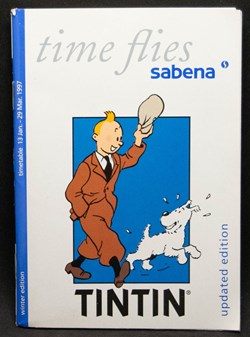 time flies
sabena
timetable 13 Jan. - 29 Mar. 1997
winter edition
updated edition
TINTIN®